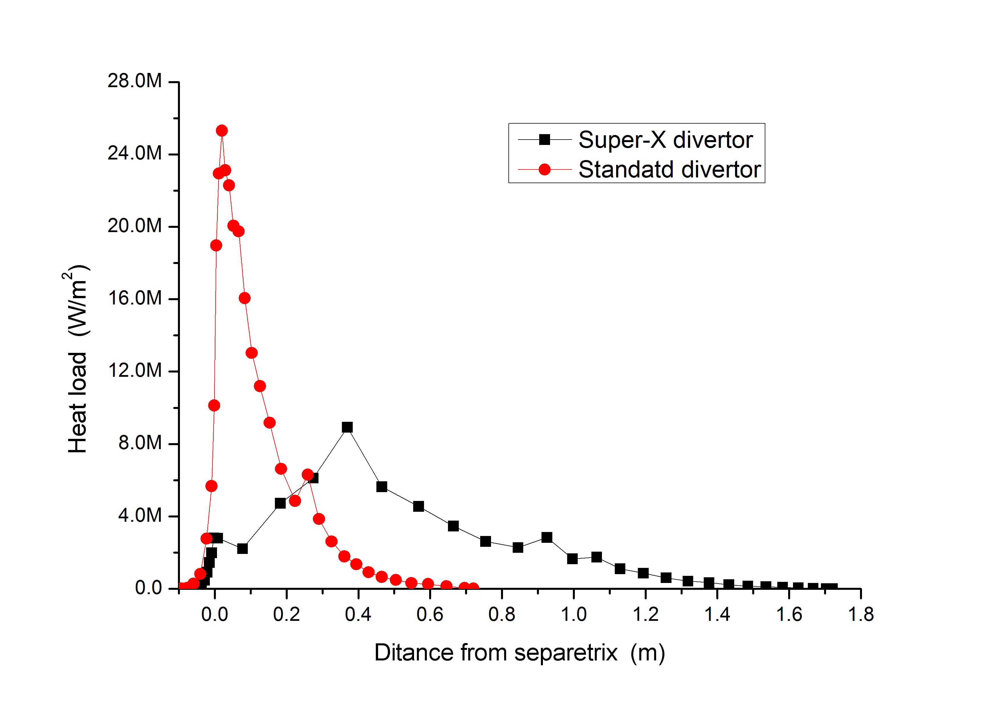 28.0M
24.0M
20.0M
16.0M
12.0M
8.0M
4.0M
0.0
Heat load (W/m²)
Super-X divertor
Standatd divertor
0.0 0.2 0.4 0.6 0.8 1.0 1.2 1.4 1.6 1.8
Ditance from separetrix (m)